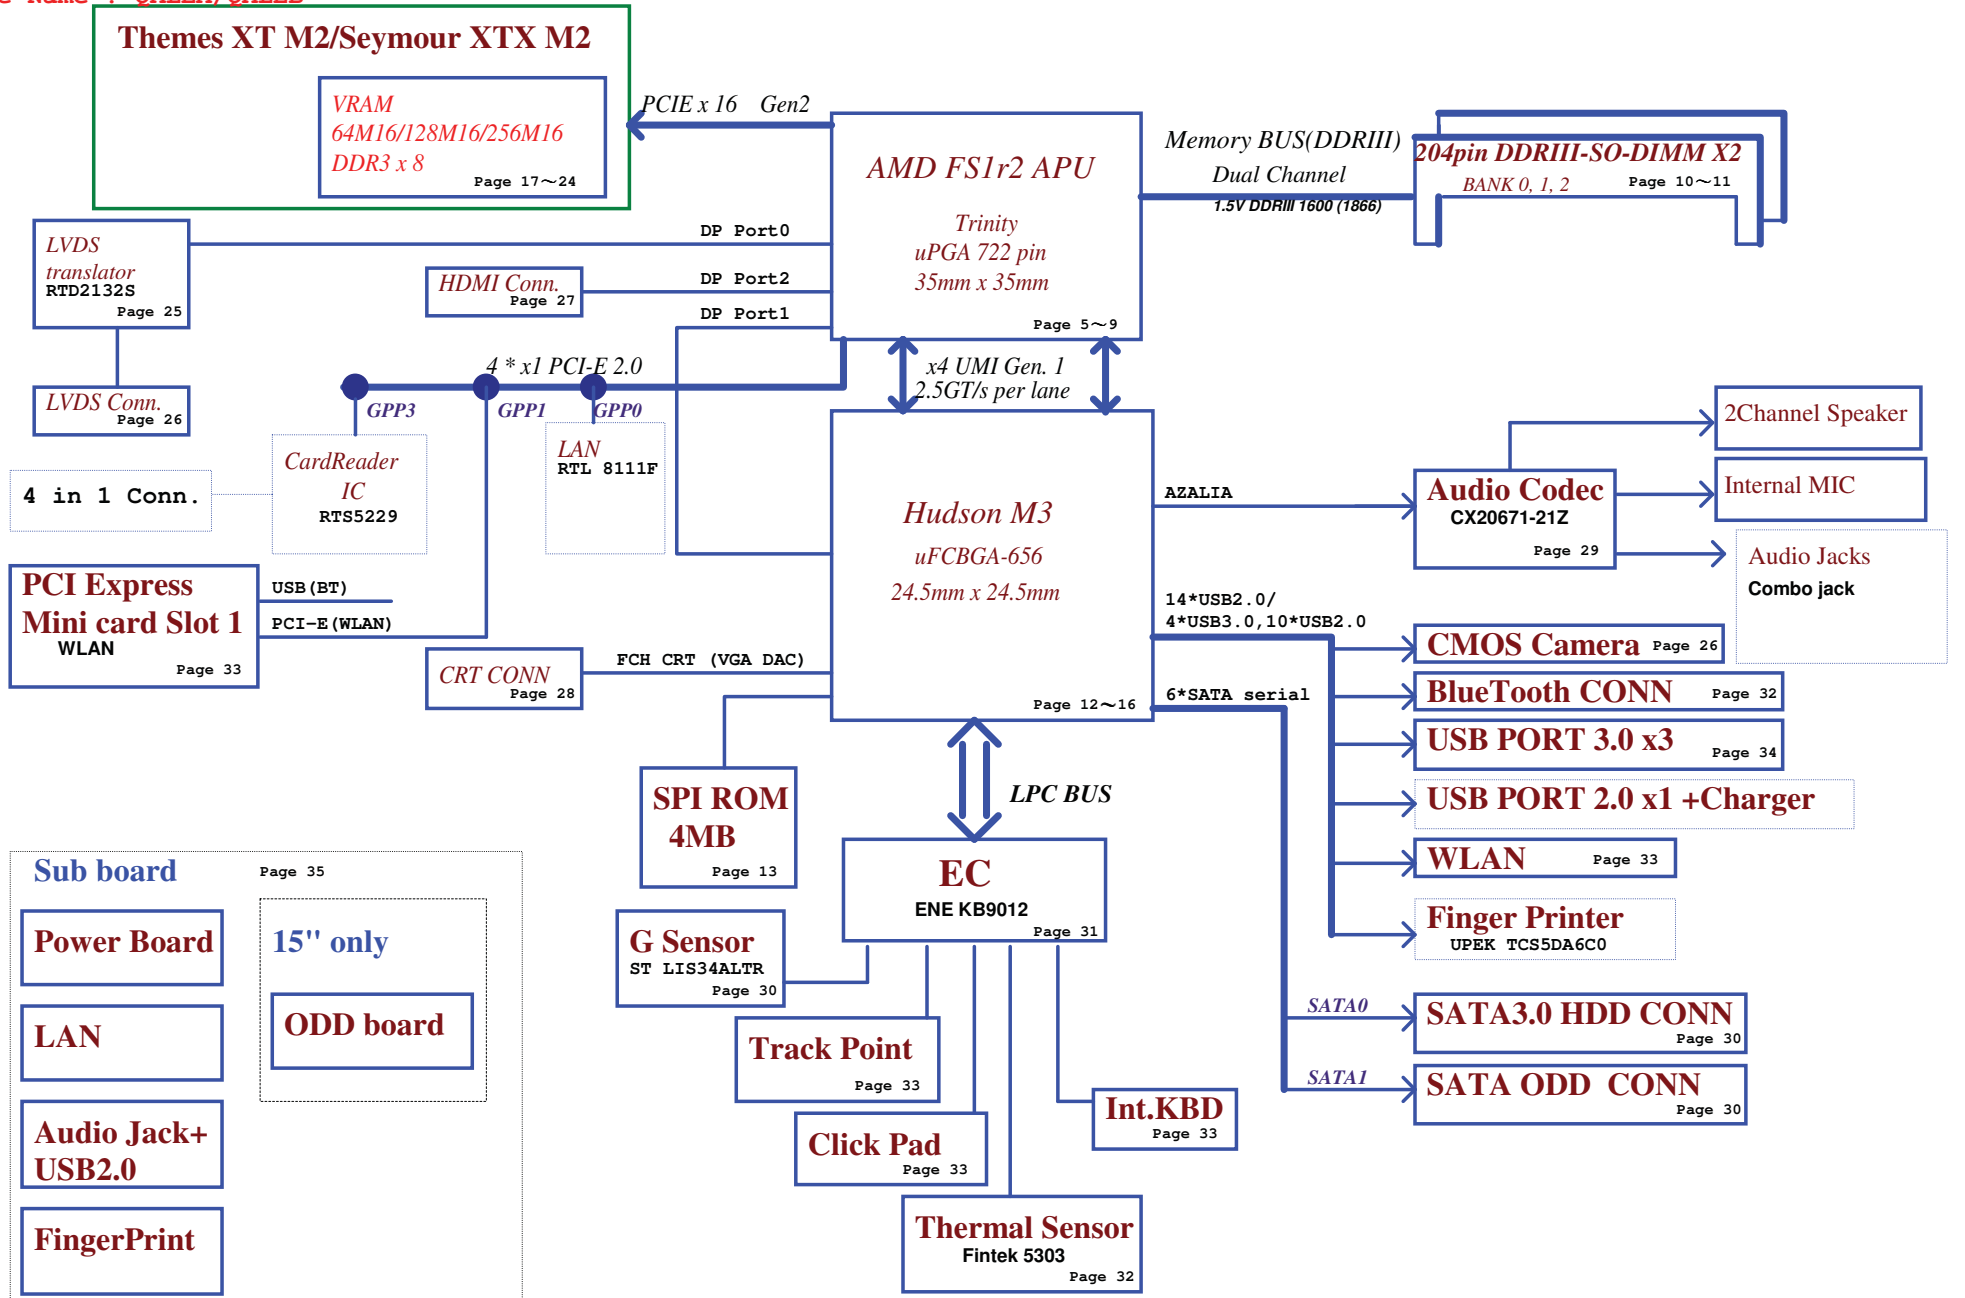 Themes XT M2/Seymour XTX M2
VRAM
64M16/128M16/256M16
DDR3 x 8
Page 17~24
PCIE x 16 Gen2
AMD FS1r2 APU
Trinity
uPGA 722 pin
35mm x 35mm
Page 5~9
Memory BUS(DDRIII)
Dual Channel
1.5V DDRIII 1600 (1866)
204pin DDRIII-SO-DIMM X2
BANK 0, 1, 2
Page 10~11
LVDS
translator
RTD2132S
Page 25
DP Port0
HDMI Conn.
Page 27
DP Port2
DP Port1
LVDS Conn.
Page 26
4 * x1 PCI-E 2.0
GPP3
GPP1
GPP0
x4 UMI Gen. 1
2.5GT/s per lane
4 in 1 Conn.
CardReader
IC
RTS5229
LAN
RTL 8111F
Hudson M3
uFCBGA-656
24.5mm x 24.5mm
Page 12~16
AZALIA
Audio Codec
CX20671-21Z
Page 29
2Channel Speaker
Internal MIC
Audio Jacks
Combo jack
PCI Express
Mini card Slot 1
WLAN
Page 33
USB(BT)
PCI-E(WLAN)
CRT CONN
Page 28
FCH CRT (VGA DAC)
14*USB2.0/
4*USB3.0,10*USB2.0
6*SATA serial
CMOS Camera Page 26
BlueTooth CONN Page 32
USB PORT 3.0 x3 Page 34
USB PORT 2.0 x1 +Charger
WLAN Page 33
Finger Printer
UPEK TCS5DA6C0
SATA0
SATA3.0 HDD CONN
Page 30
SATA1
SATA ODD CONN
Page 30
SPI ROM
4MB
Page 13
LPC BUS
EC
ENE KB9012
Page 31
G Sensor
ST LIS34ALTR
Page 30
Track Point
Page 33
Click Pad
Page 33
Thermal Sensor
Fintek 5303
Page 32
Int.KBD
Page 33
Sub board
Page 35
Power Board
LAN
Audio Jack+
USB2.0
FingerPrint
15" only
ODD board